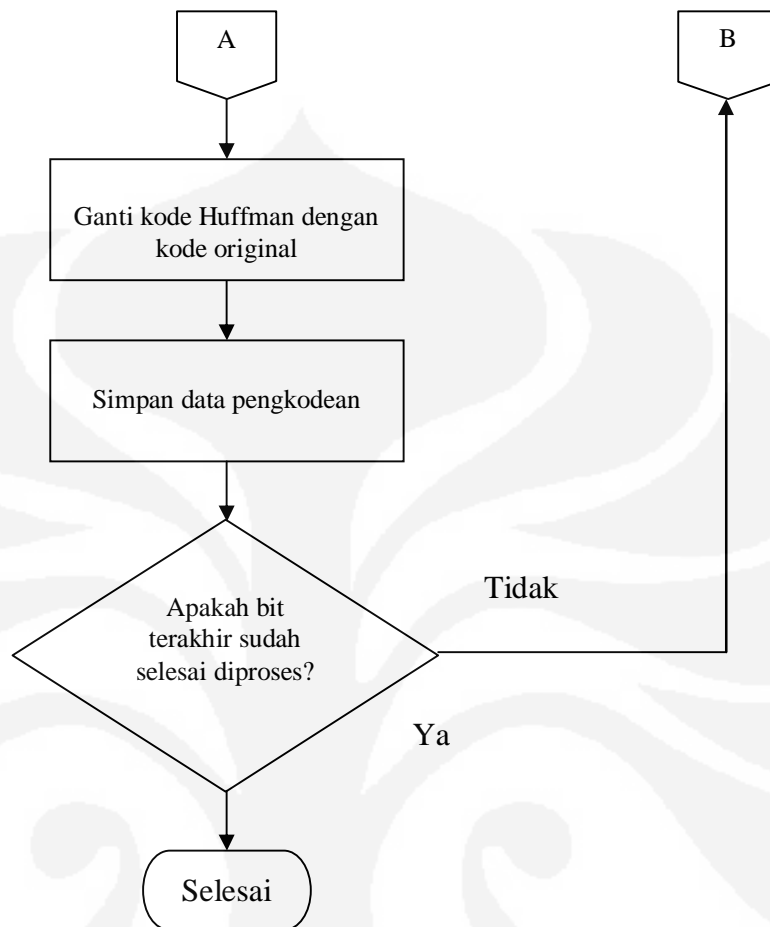 A
B
Ganti kode Huffman dengan
kode original
Simpan data pengkodean
Apakah bit
terakhir sudah
selesai diproses?
Tidak
Ya
Selesai